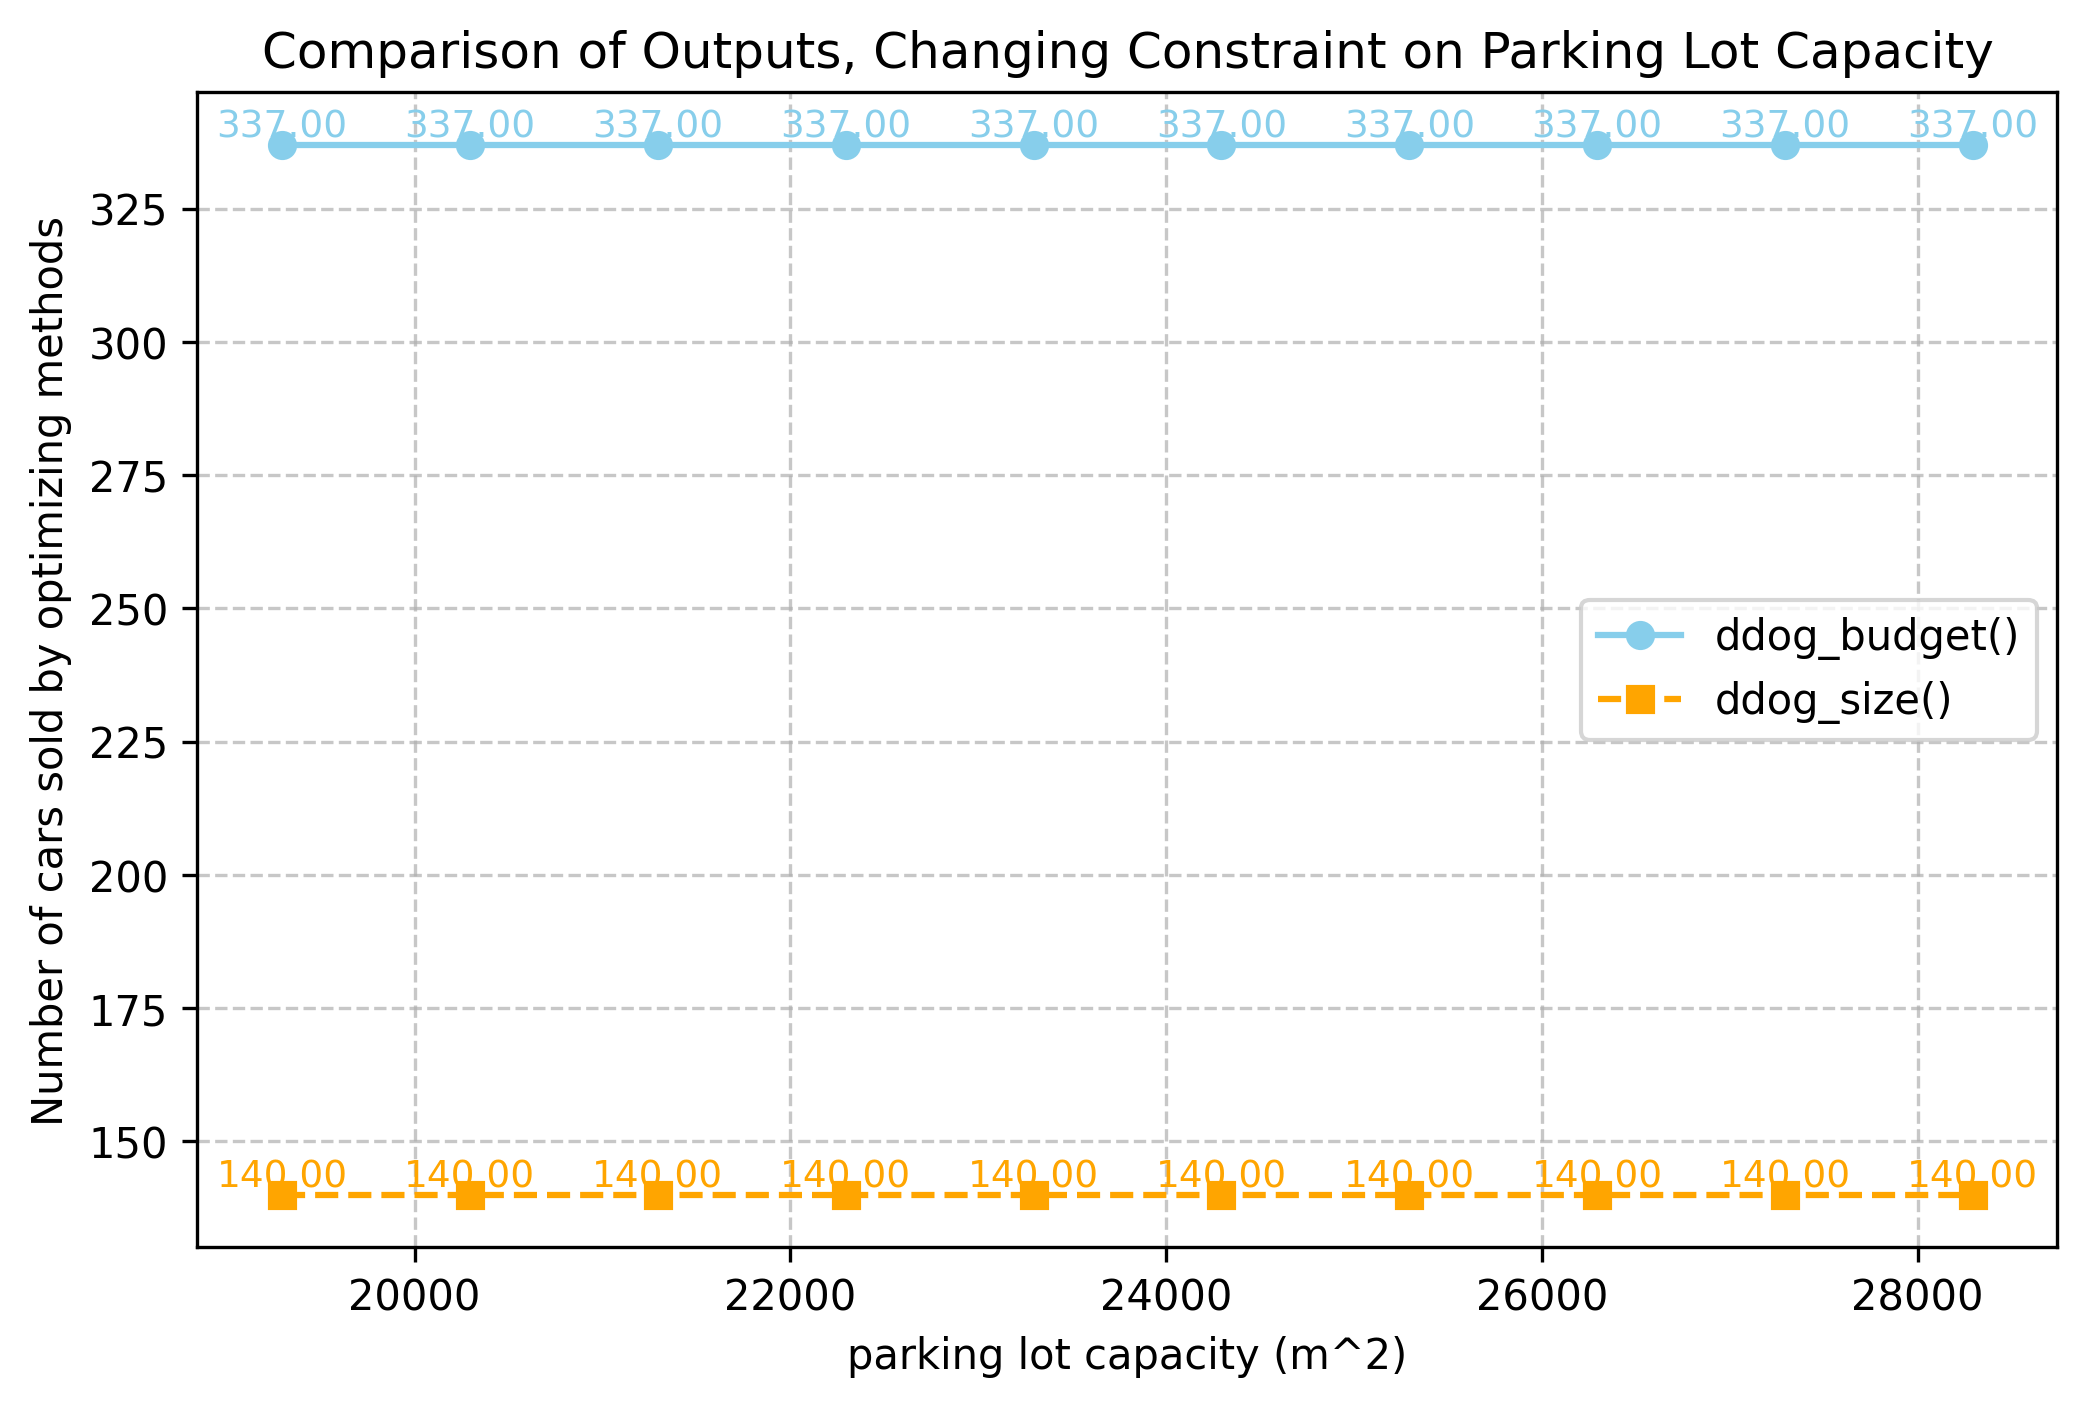 Comparison of Outputs, Changing Constraint on Parking Lot Capacity
337.00 337.00 337.00 337.00 337.00 337.00 337.00 337.00 337.00 337.00
325
300
275
250
225
200
175
150
Number of cars sold by optimizing methods
ddog_budget()
ddog_size()
140.00 140.00 140.00 140.00 140.00 140.00 140.00 140.00 140.00 140.00
20000 22000 24000 26000 28000
parking lot capacity (m^2)